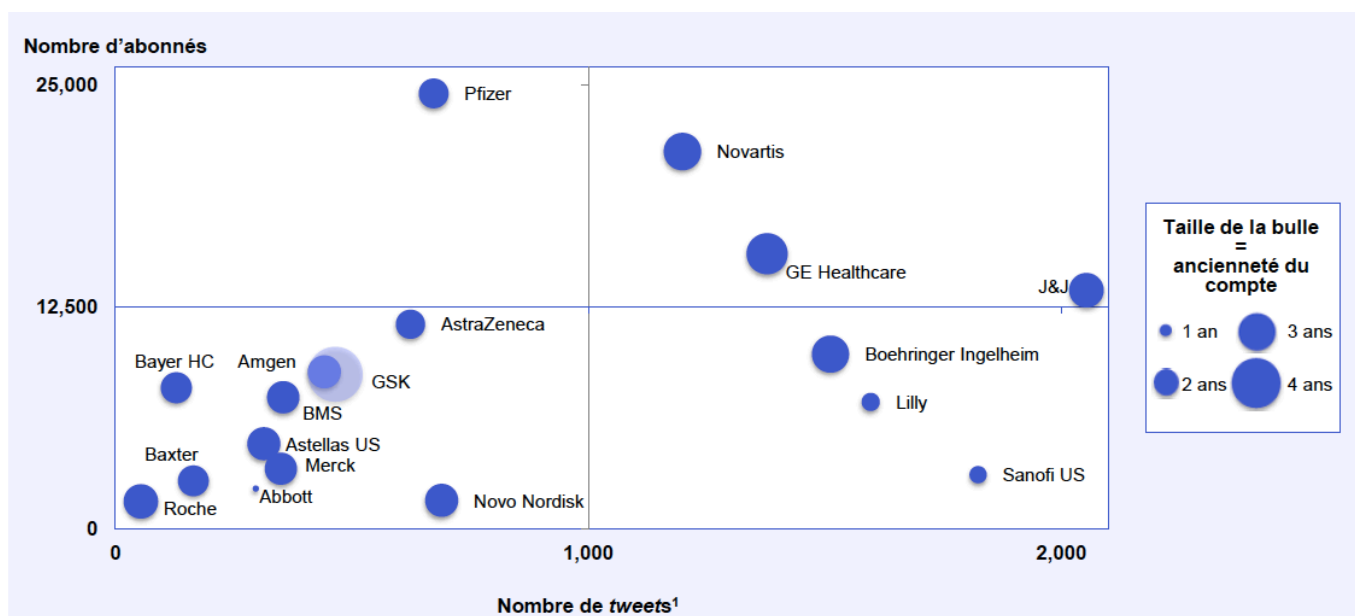 Nombre d'abonnés
25,000
Pfizer
Novartis
GE Healthcare
J&J
12,500
AstraZeneca
Boehringer Ingelheim
Bayer HC
Amgen
GSK
Lilly
BMS
Astellas US
Merck
Baxter
Abbott
Roche
Novo Nordisk
Sanofi US
0
0
1,000
2,000
Nombre de tweets¹
Taille de la bulle
=
ancienneté du
compte
1 an
3 ans
2 ans
4 ans